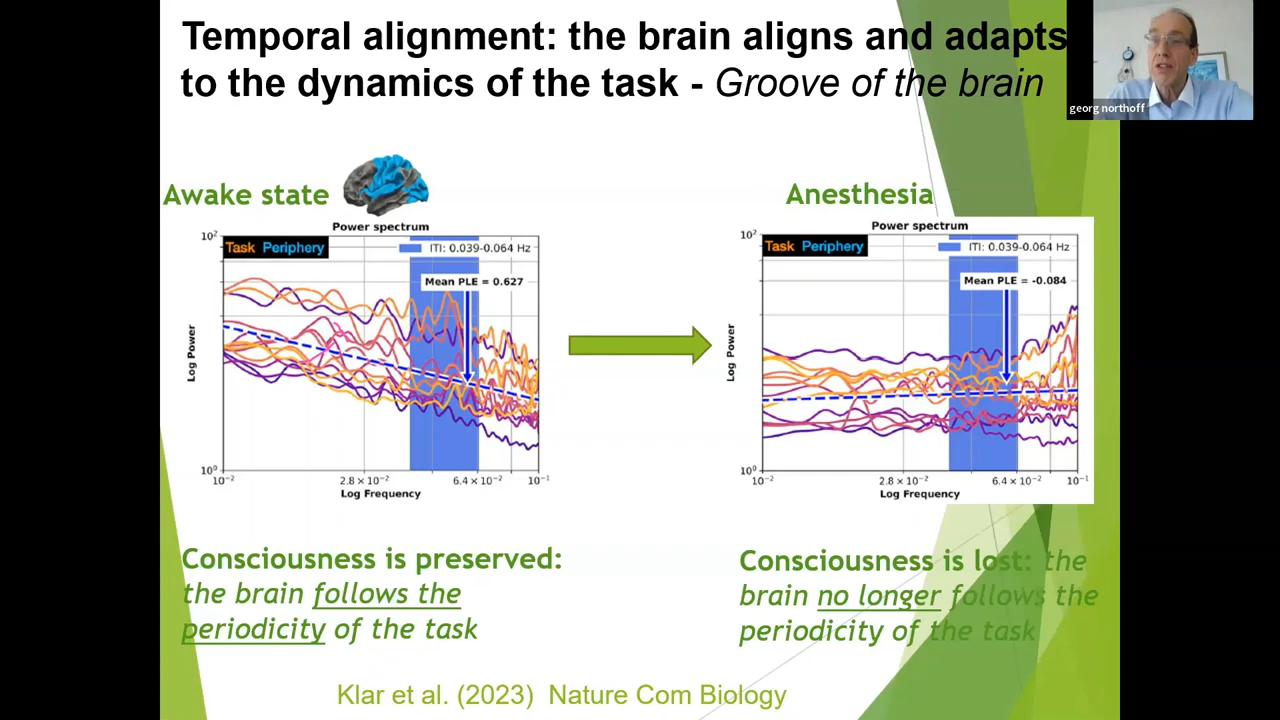 Temporal alignment: the brain aligns and adapts
to the dynamics of the task - Groove of the brain
georg northoff
Awake state
Power spectrum
10²
Task Periphery
ITI: 0.039-0.064 Hz
Mean PLE = 0.627
Log Power
10⁰
10⁻²
2.8 × 10⁻²
6.4 × 10⁻²
10⁻¹
Log Frequency
Anesthesia
Power spectrum
10²
Task Periphery
ITI: 0.039-0.064 Hz
Mean PLE = -0.084
Log Power
10⁰
10⁻²
2.8 × 10⁻²
6.4 × 10⁻²
10⁻¹
Log Frequency
Consciousness is preserved:
the brain follows the
periodicity of the task
Consciousness is lost: the
brain no longer follows the
periodicity of the task
Klar et al. (2023) Nature Com Biology